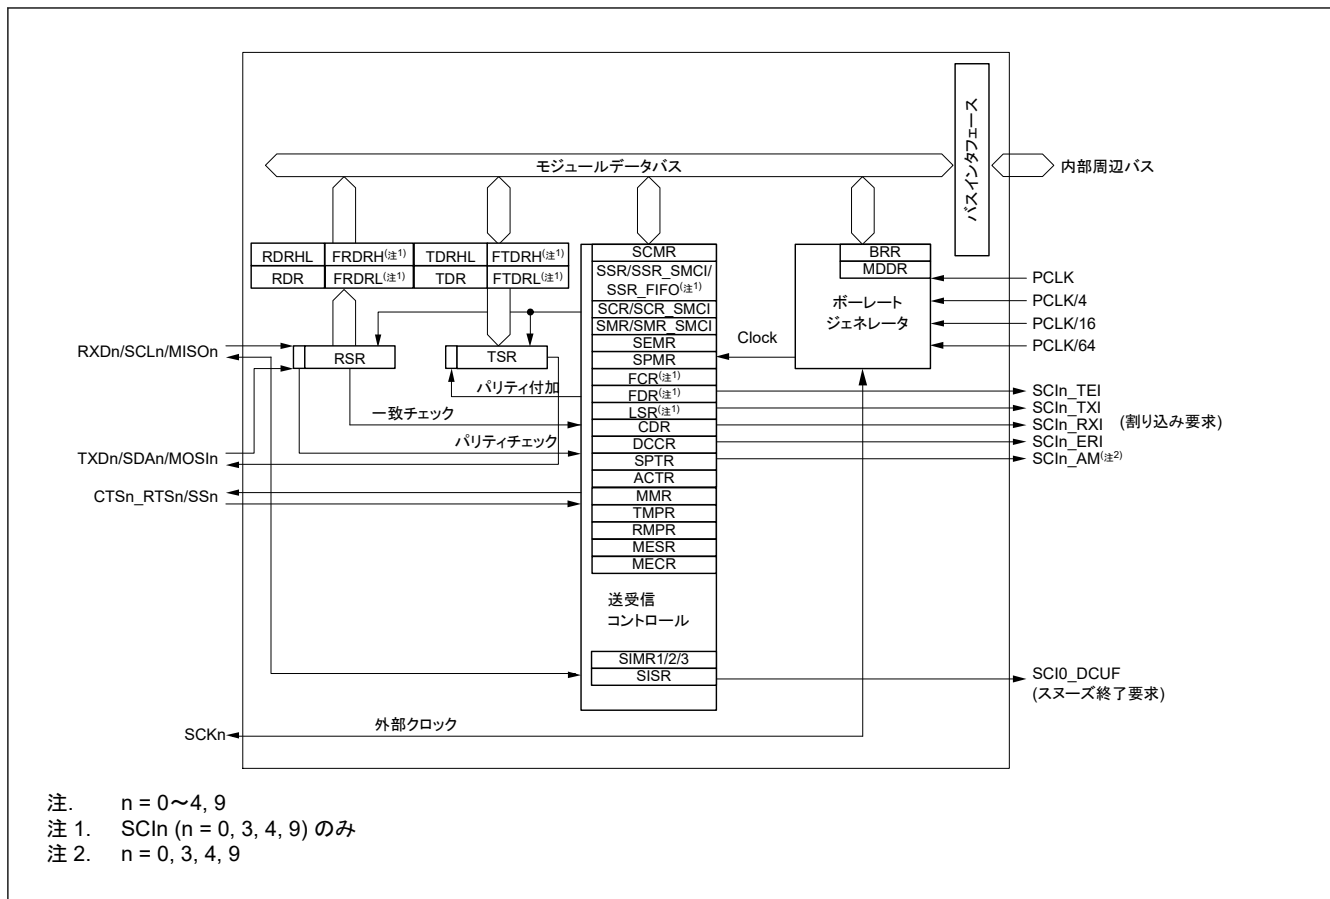 バスインタフェース
モジュールデータバス
内部周辺バス
RDRHL FRDRH(注1) TDRHL FTDRH(注1)
RDR FRDRL(注1) TDR FTDRL(注1)
SCMR
SSR/SSR_SMCI/
SSR_FIFO(注1)
SCR/SCR_SMCI
SMR/SMR_SMCI
SEMR
SPMR
FCR(注1)
FDR(注1)
LSR(注1)
CDR
DCCR
SPTR
ACTR
MMR
TMPR
RMPR
MESR
MECR
送受信
コントロール
SIMR1/2/3
SISR
BRR
MDDR
ボーレート
ジェネレータ
Clock
PCLK
PCLK/4
PCLK/16
PCLK/64
RXDn/SCLn/MISOn
RSR
TSR
パリティ付加
一致チェック
パリティチェック
TXDn/SDAn/MOSIn
CTSn_RTSn/SSn
SCIn_TEI
SCIn_TXI
SCIn_RXI (割り込み要求)
SCIn_ERI
SCIn_AM(注2)
SCI0_DCUF
(スヌーズ終了要求)
外部クロック
SCKn
注. n = 0～4, 9
注 1. SCIn (n = 0, 3, 4, 9) のみ
注 2. n = 0, 3, 4, 9